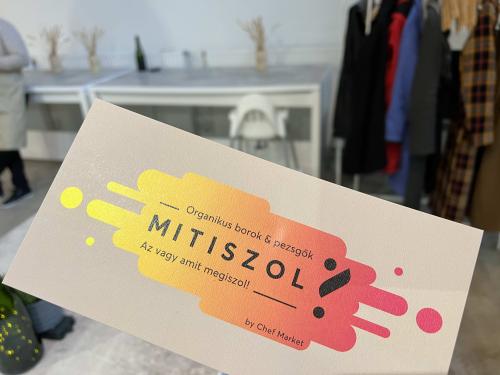 Organikus borok & pezsgők
MITISZOL
Az vagy amit megiszol!
by Chef Market